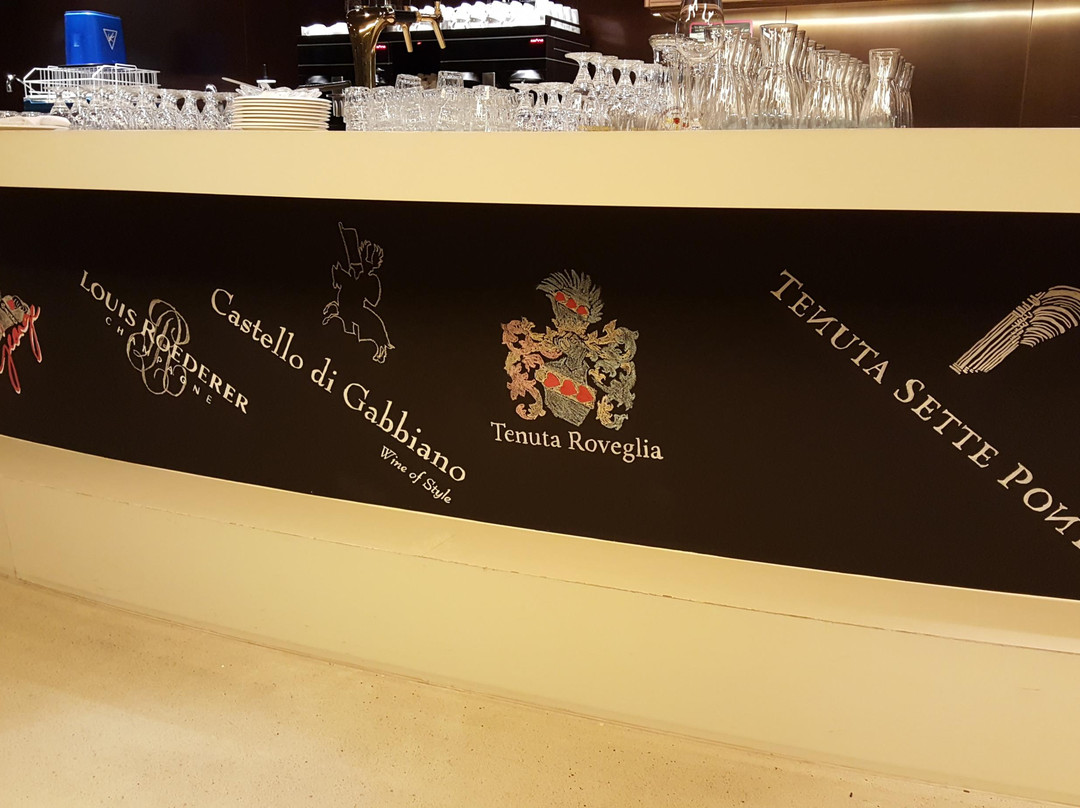 LOUIS ROEDERER
CHAMPAGNE
Castello di Gabbiano
Wine of Style
Tenuta Roveglia
TENUTA SETTE PON